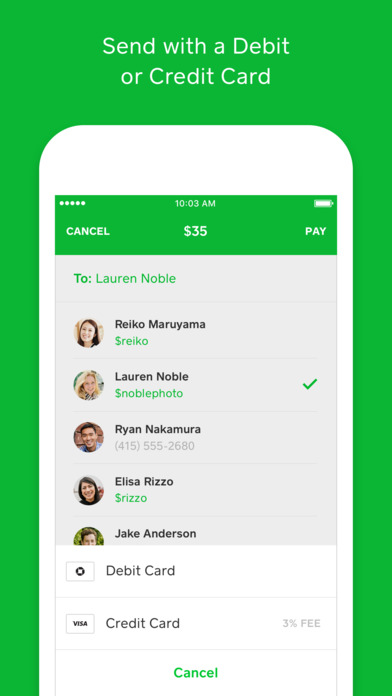 Send with a Debit
or Credit Card
10:03 AM
CANCEL $35 PAY
To: Lauren Noble
Reiko Maruyama
$reiko
Lauren Noble
$noblephoto
Ryan Nakamura
(415) 555-2680
Elisa Rizzo
$rizzo
Jake Anderson
Debit Card
VISA Credit Card 3% FEE
Cancel